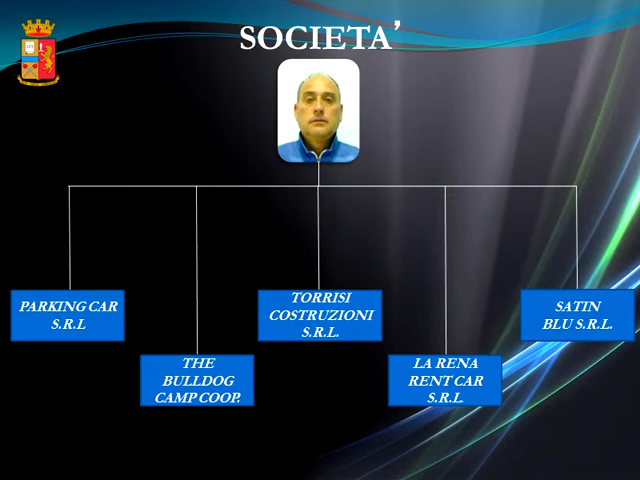 SOCIETA’
PARKING CAR
S.R.L
THE
BULLDOG
CAMP COOP.
TORRISI
COSTRUZIONI
S.R.L.
LA RENA
RENT CAR
S.R.L.
SATIN
BLU S.R.L.